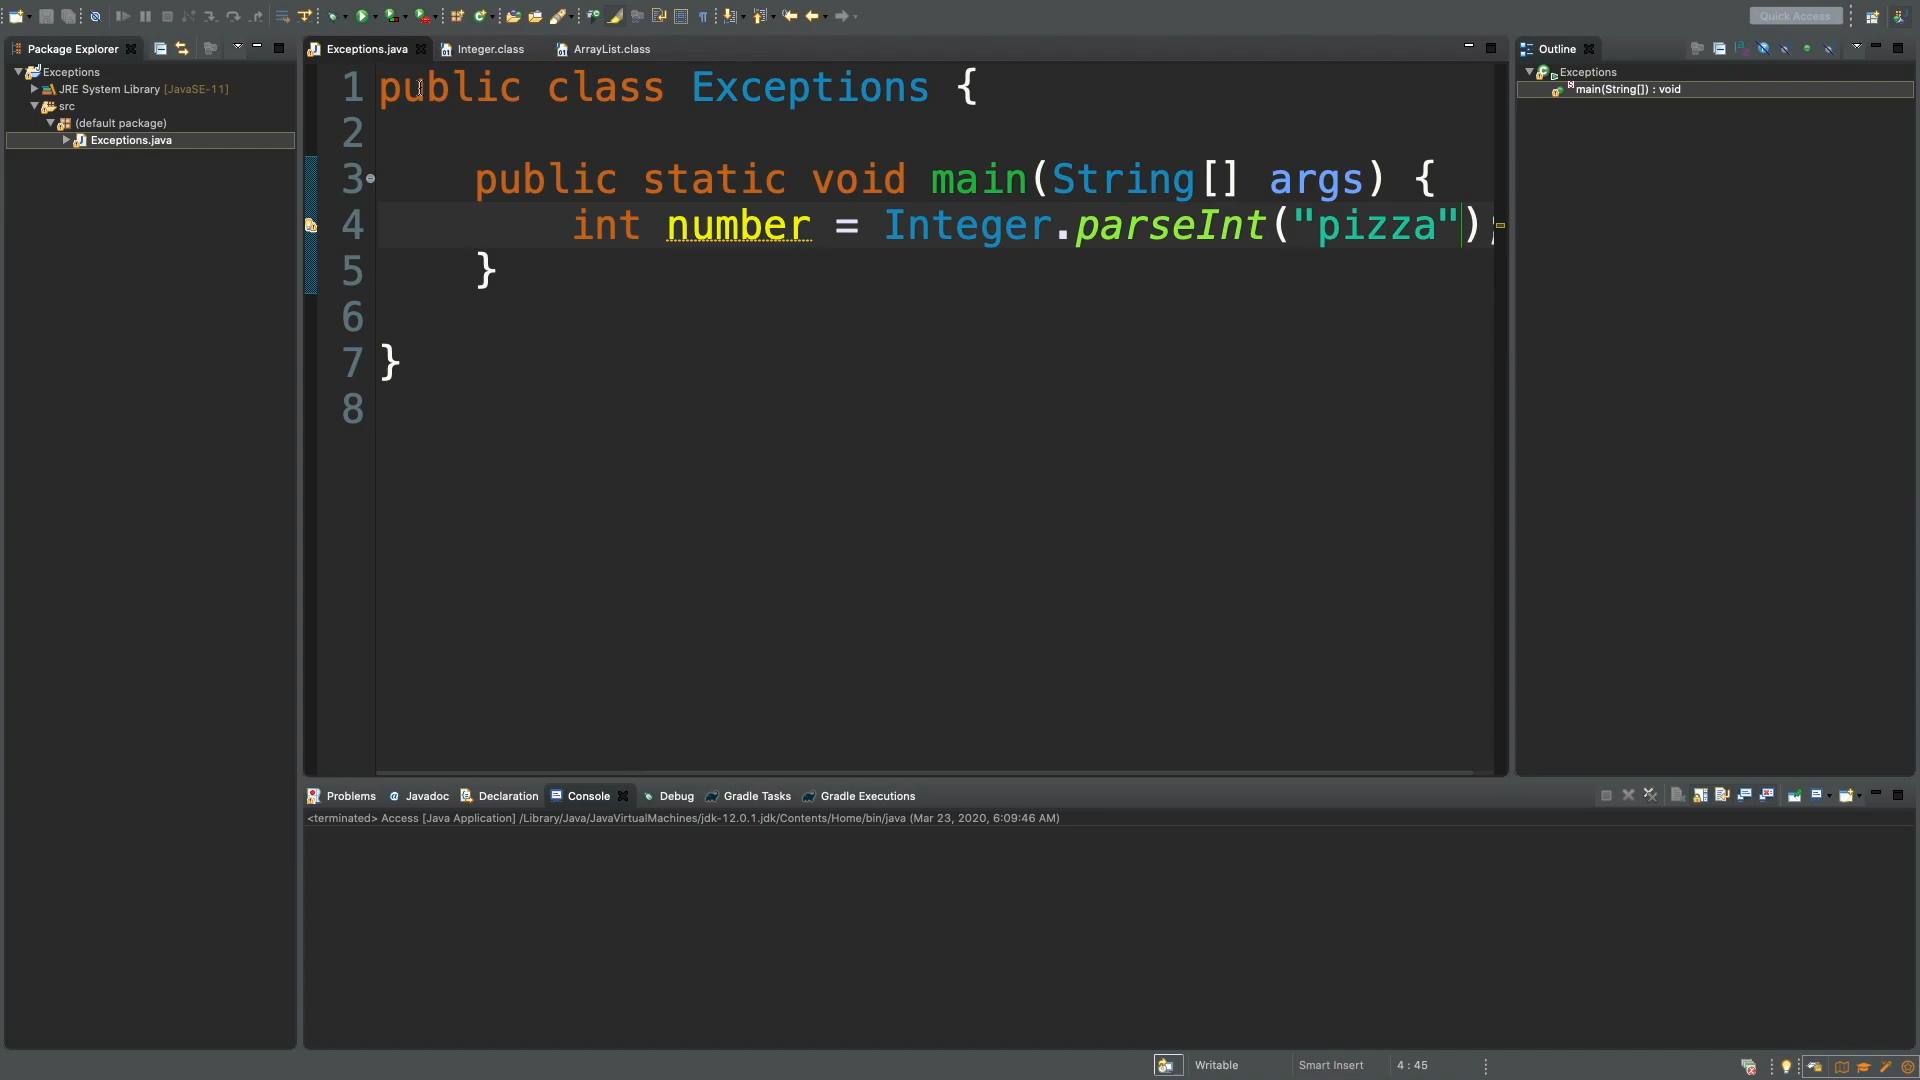 Quick Access
Package Explorer
Exceptions.java
Integer.class
ArrayList.class
Outline
Exceptions
JRE System Library [JavaSE-11]
src
(default package)
Exceptions.java
Exceptions
main(String[]) : void
1 public class Exceptions {
2
3 public static void main(String[] args) {
4 int number = Integer.parseInt("pizza");
5 }
6
7 }
8
Problems
Javadoc
Declaration
Console
Debug
Gradle Tasks
Gradle Executions
<terminated> Access [Java Application] /Library/Java/JavaVirtualMachines/jdk-12.0.1.jdk/Contents/Home/bin/java (Mar 23, 2020, 6:09:46 AM)
Writable
Smart Insert
4 : 45